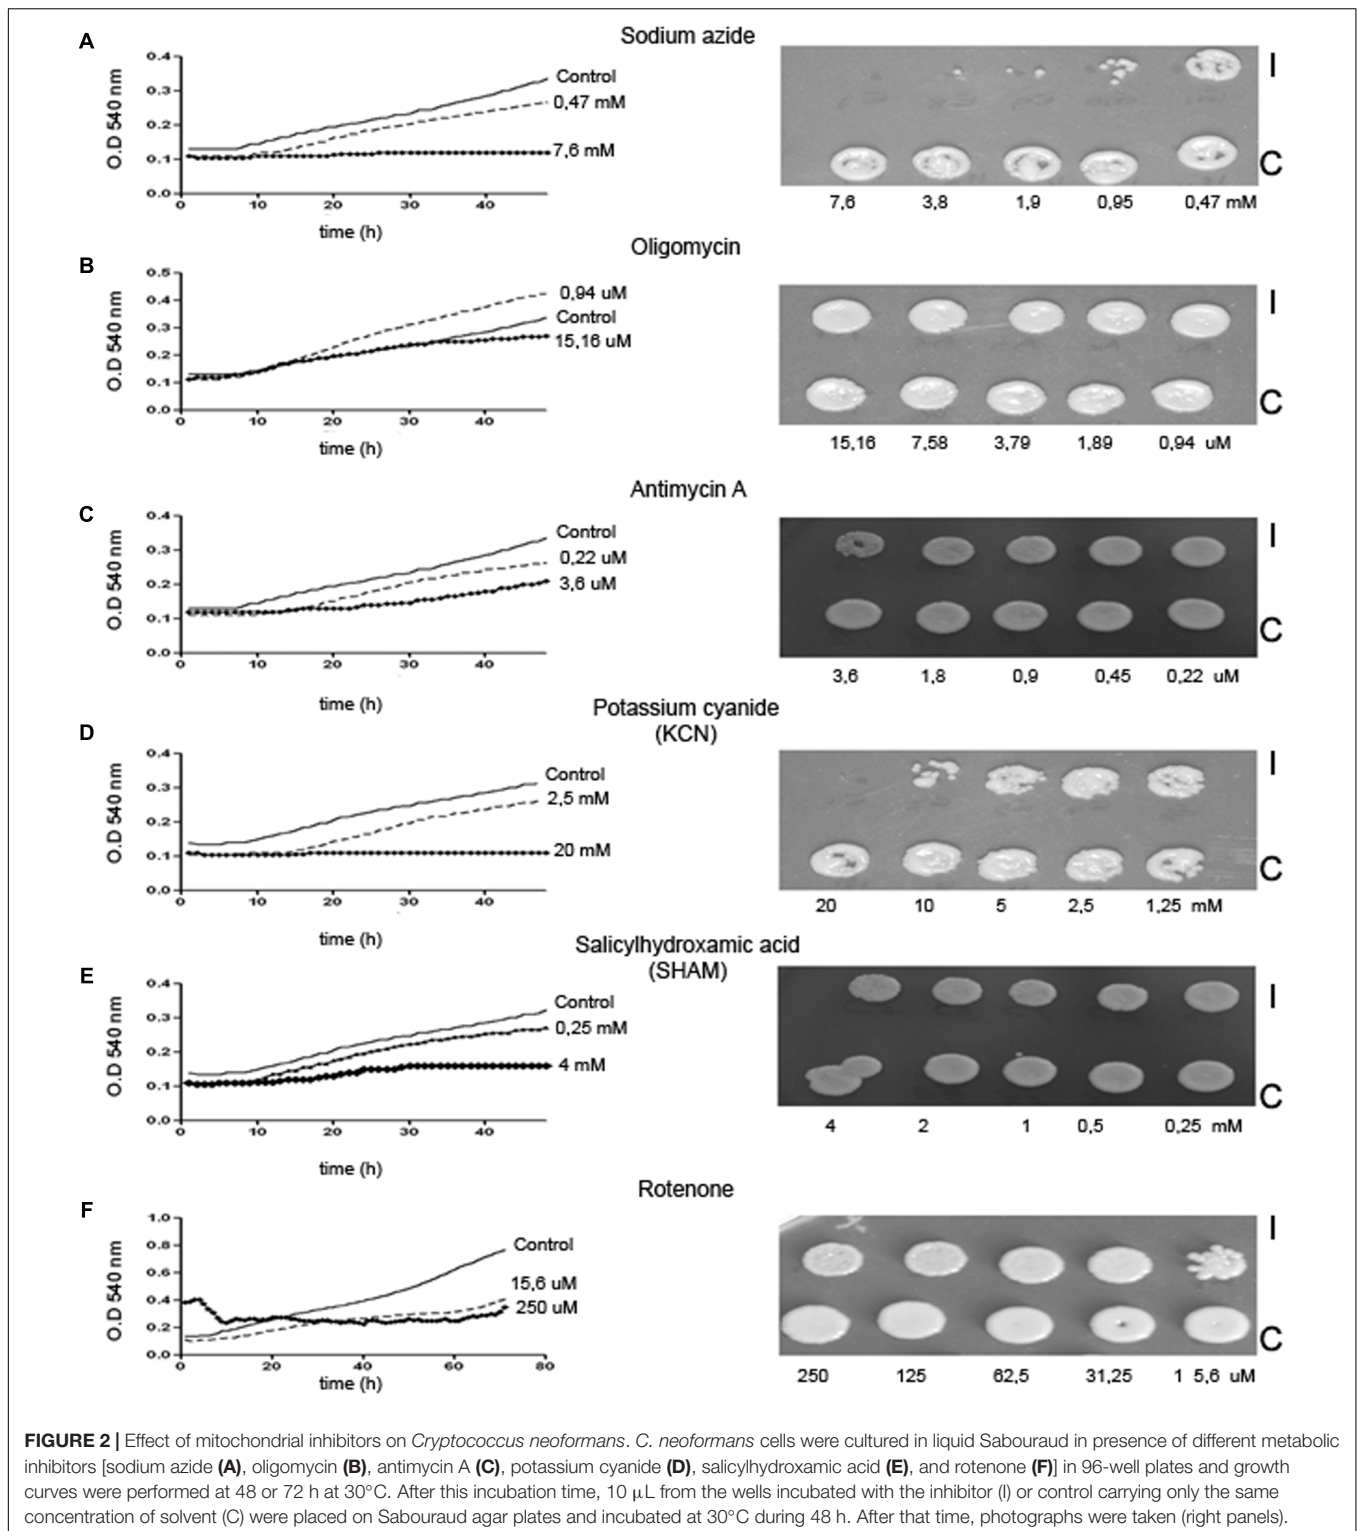 A
Sodium azide
O.D 540 nm
0.4
0.3
0.2
0.1
0.0
0 10 20 30 40
time (h)
Control
0,47 mM
7,6 mM
I
C
7,6 3,8 1,9 0,95 0,47 mM
B
Oligomycin
O.D 540 nm
0.5
0.4
0.3
0.2
0.1
0.0
0 10 20 30 40
time (h)
0,94 uM
Control
15,16 uM
I
C
15,16 7,58 3,79 1,89 0,94 uM
C
Antimycin A
O.D 540 nm
0.4
0.3
0.2
0.1
0.0
0 10 20 30 40
time (h)
Control
0,22 uM
3,6 uM
I
C
3,6 1,8 0,9 0,45 0,22 uM
D
Potassium cyanide
(KCN)
O.D 540 nm
0.4
0.3
0.2
0.1
0.0
0 10 20 30 40
time (h)
Control
2,5 mM
20 mM
I
C
20 10 5 2,5 1,25 mM
E
Salicylhydroxamic acid
(SHAM)
O.D 540 nm
0.4
0.3
0.2
0.1
0.0
0 10 20 30 40
time (h)
Control
0,25 mM
4 mM
I
C
4 2 1 0,5 0,25 mM
F
Rotenone
O.D 540 nm
1.0
0.8
0.6
0.4
0.2
0.0
0 20 40 60 80
time (h)
Control
15,6 uM
250 uM
I
C
250 125 62,5 31,25 1 5,6 uM
FIGURE 2 | Effect of mitochondrial inhibitors on Cryptococcus neoformans. C. neoformans cells were cultured in liquid Sabouraud in presence of different metabolic
inhibitors [sodium azide (A), oligomycin (B), antimycin A (C), potassium cyanide (D), salicylhydroxamic acid (E), and rotenone (F)] in 96-well plates and growth
curves were performed at 48 or 72 h at 30°C. After this incubation time, 10 μL from the wells incubated with the inhibitor (I) or control carrying only the same
concentration of solvent (C) were placed on Sabouraud agar plates and incubated at 30°C during 48 h. After that time, photographs were taken (right panels).